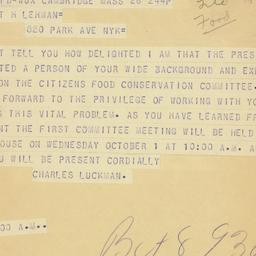 CAMBRIDGE MASS 26 244P
T H LEHMAN=
Food
820 PARK AVE NYK=
T TELL YOU HOW DELIGHTED I AM THAT THE PRES
TED A PERSON OF YOUR WIDE BACKGROUND AND EXP
ON THE CITIZENS FOOD CONSERVATION COMMITTEE.
FORWARD TO THE PRIVILEGE OF WORKING WITH YO
S THIS VITAL PROBLEM. AS YOU HAVE LEARNED FR
NT THE FIRST COMMITTEE MEETING WILL BE HELD
OUSE ON WEDNESDAY OCTOBER 1 AT 10:00 A.M. A
U WILL BE PRESENT CORDIALLY
CHARLES LUCKMAN=
00 A.M..